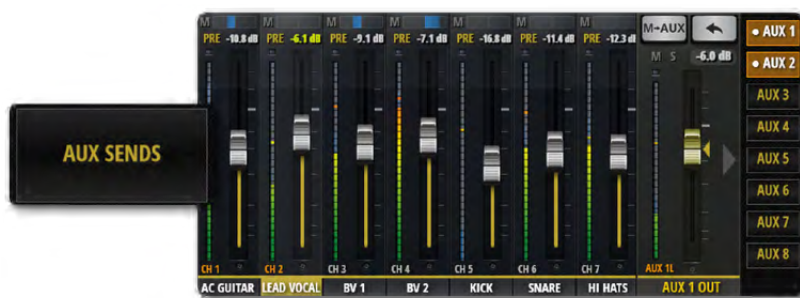 AUX SENDS
M M M M M M M
PRE -10.8 dB PRE -6.1 dB PRE -9.1 dB PRE -7.1 dB PRE -16.8 dB PRE -11.4 dB PRE -12.3 dB
M→AUX
M S -6.0 dB
CH 1 CH 2 CH 3 CH 4 CH 5 CH 6 CH 7 AUX 1L
AC GUITAR LEAD VOCAL BV 1 BV 2 KICK SNARE HI HATS AUX 1 OUT
AUX 1
AUX 2
AUX 3
AUX 4
AUX 5
AUX 6
AUX 7
AUX 8